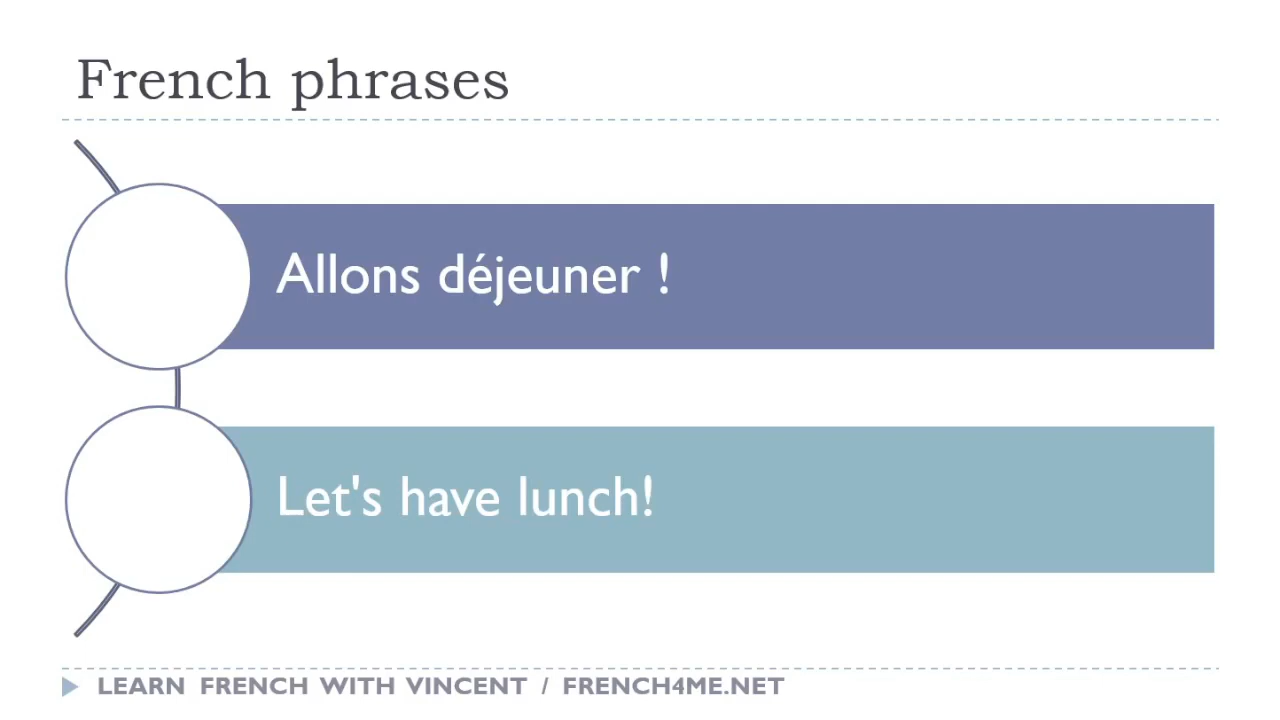 French phrases
Allons déjeuner !
Let's have lunch!
LEARN FRENCH WITH VINCENT / FRENCH4ME.NET